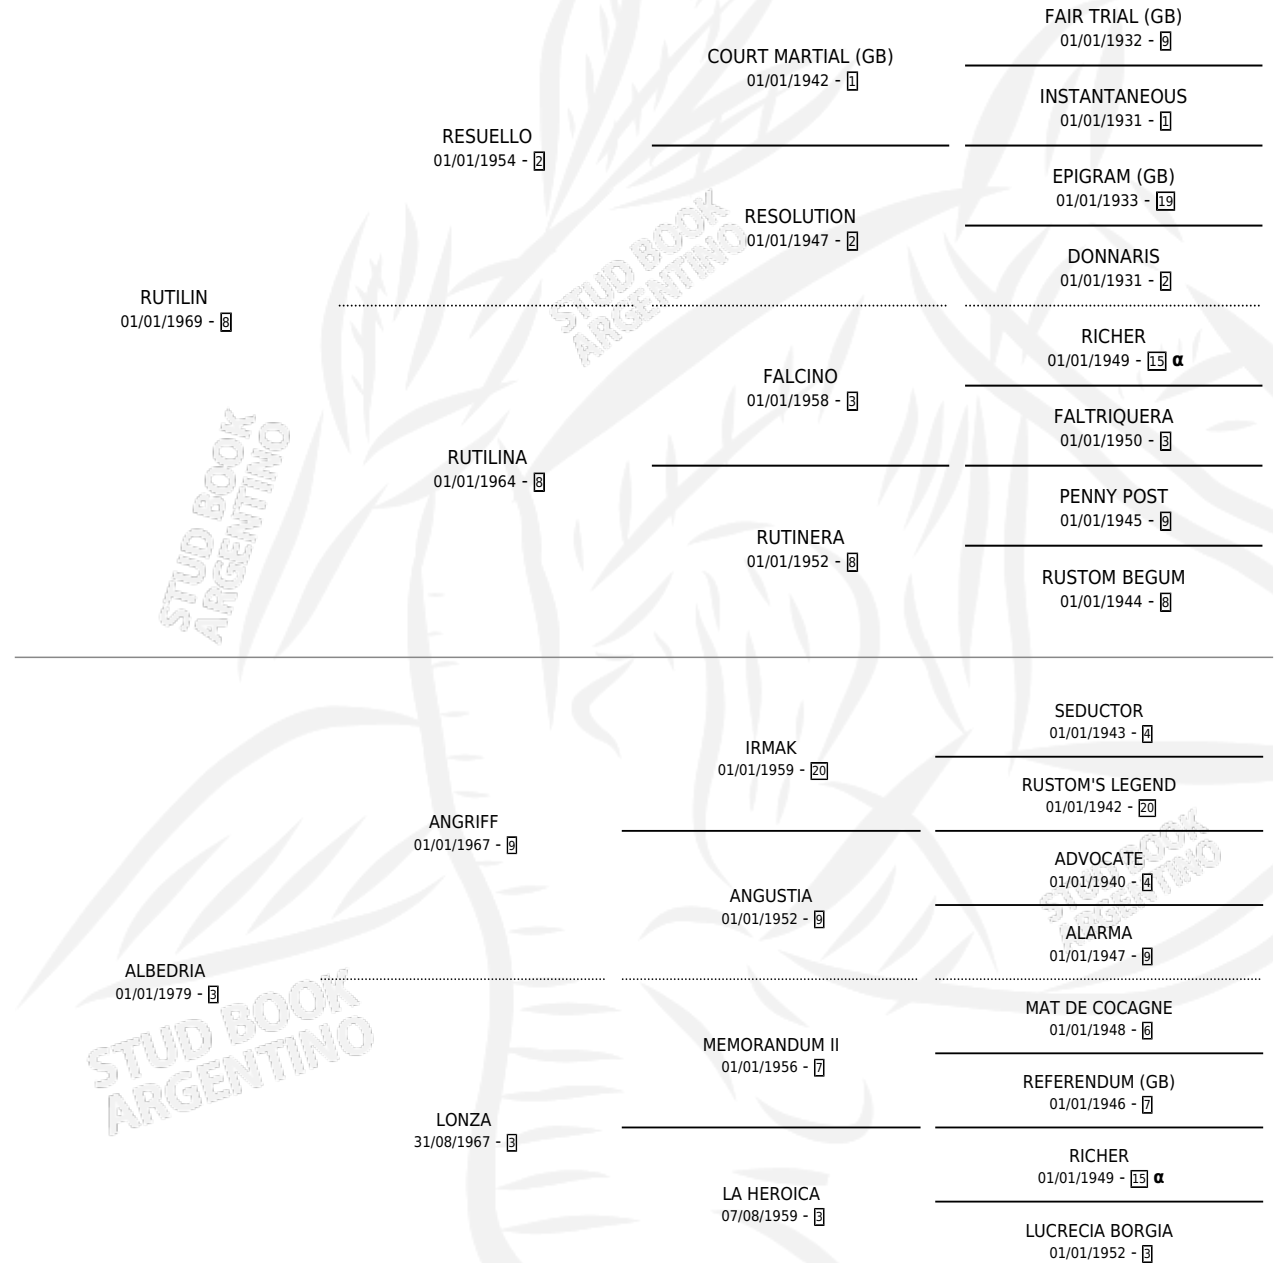 FAIR TRIAL (GB)
01/01/1932 - 9
COURT MARTIAL (GB)
01/01/1942 - 1
INSTANTANEOUS
01/01/1931 - 1
RESUELLO
01/01/1954 - 2
EPIGRAM (GB)
01/01/1933 - 19
RESOLUTION
01/01/1947 - 2
DONNARIS
01/01/1931 - 2
RUTILIN
01/01/1969 - 8
RICHER
01/01/1949 - 15 α
FALCINO
01/01/1958 - 3
FALTRIQUERA
01/01/1950 - 3
RUTILINA
01/01/1964 - 8
PENNY POST
01/01/1945 - 9
RUTINERA
01/01/1952 - 8
RUSTOM BEGUM
01/01/1944 - 8
SEDUCTOR
01/01/1943 - 4
IRMAK
01/01/1959 - 20
RUSTOM'S LEGEND
01/01/1942 - 20
ANGRIFF
01/01/1967 - 9
ADVOCATE
01/01/1940 - 4
ANGUSTIA
01/01/1952 - 9
ALARMA
01/01/1947 - 9
ALBEDRIA
01/01/1979 - 3
MAT DE COCAGNE
01/01/1948 - 6
MEMORANDUM II
01/01/1956 - 7
REFERENDUM (GB)
01/01/1946 - 7
LONZA
31/08/1967 - 3
RICHER
01/01/1949 - 15 α
LA HEROICA
07/08/1959 - 3
LUCRECIA BORGIA
01/01/1952 - 3
STUD BOOK
ARGENTINO
STUD BOOK
ARGENTINO
STUD BOOK
ARGENTINO
STUD BOOK
ARGENTINO